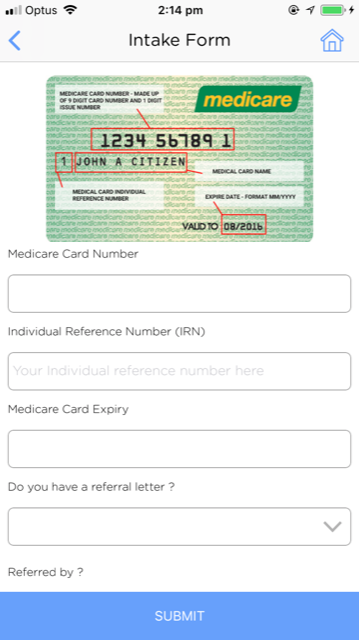 Optus
2:14 pm
Intake Form
MEDICARE CARD NUMBER - MADE UP
OF 9 DIGIT CARD NUMBER AND 1 DIGIT
ISSUE NUMBER
medicare
1234 56789 1
1 JOHN A CITIZEN
MEDICAL CARD NAME
MEDICAL CARD INDIVIDUAL
REFERENCE NUMBER
EXPIRE DATE - FORMAT MM/YYYY
VALID TO 08/2016
Medicare Card Number
Individual Reference Number (IRN)
Your Individual reference number here
Medicare Card Expiry
Do you have a referral letter ?
Referred by ?
SUBMIT